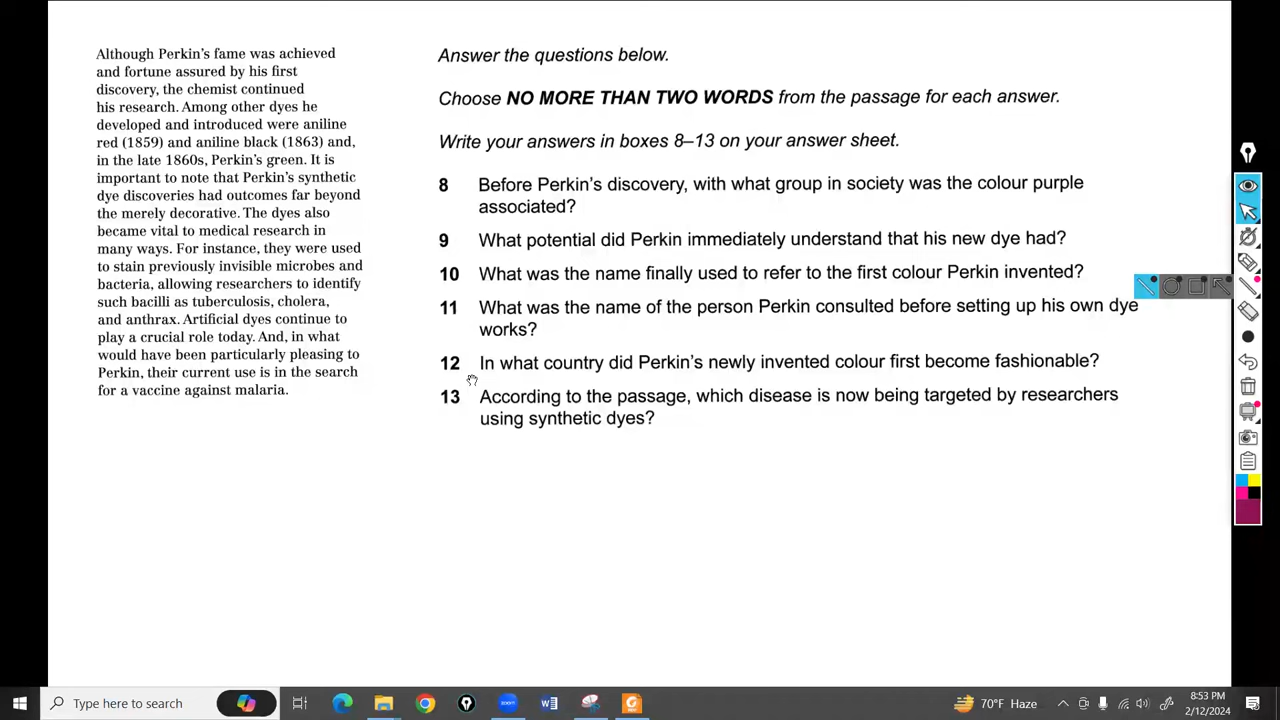 Although Perkin's fame was achieved
and fortune assured by his first
discovery, the chemist continued
his research. Among other dyes he
developed and introduced were aniline
red (1859) and aniline black (1863) and,
in the late 1860s, Perkin's green. It is
important to note that Perkin's synthetic
dye discoveries had outcomes far beyond
the merely decorative. The dyes also
became vital to medical research in
many ways. For instance, they were used
to stain previously invisible microbes and
bacteria, allowing researchers to identify
such bacilli as tuberculosis, cholera,
and anthrax. Artificial dyes continue to
play a crucial role today. And, in what
would have been particularly pleasing to
Perkin, their current use is in the search
for a vaccine against malaria.
Answer the questions below.
Choose NO MORE THAN TWO WORDS from the passage for each answer.
Write your answers in boxes 8–13 on your answer sheet.
8 Before Perkin's discovery, with what group in society was the colour purple
associated?
9 What potential did Perkin immediately understand that his new dye had?
10 What was the name finally used to refer to the first colour Perkin invented?
11 What was the name of the person Perkin consulted before setting up his own dye
works?
12 In what country did Perkin's newly invented colour first become fashionable?
13 According to the passage, which disease is now being targeted by researchers
using synthetic dyes?
Type here to search
70°F Haze
8:53 PM
2/12/2024